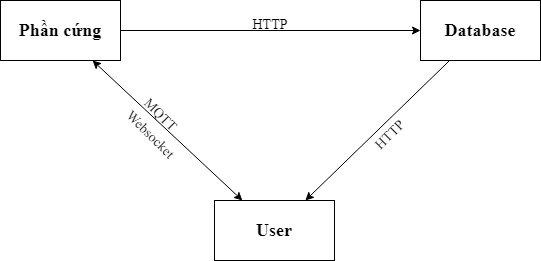 Phần cứng
HTTP
Database
MQTT
Websocket
HTTP
User